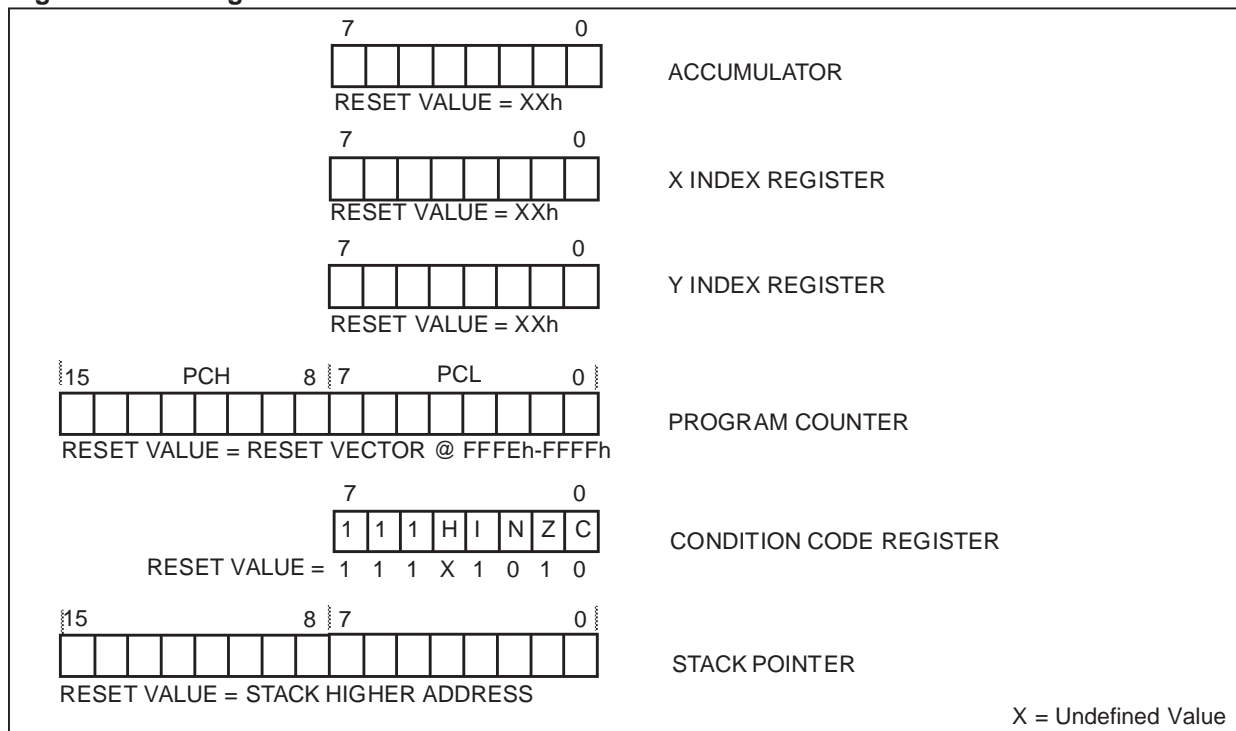 7 0
ACCUMULATOR
RESET VALUE = XXh
7 0
X INDEX REGISTER
RESET VALUE = XXh
7 0
Y INDEX REGISTER
RESET VALUE = XXh
15 PCH 8 7 PCL 0
PROGRAM COUNTER
RESET VALUE = RESET VECTOR @ FFFEh-FFFFh
7 0
1 1 1 H I N Z C
CONDITION CODE REGISTER
RESET VALUE = 1 1 1 X 1 0 1 0
15 8 7 0
STACK POINTER
RESET VALUE = STACK HIGHER ADDRESS
X = Undefined Value